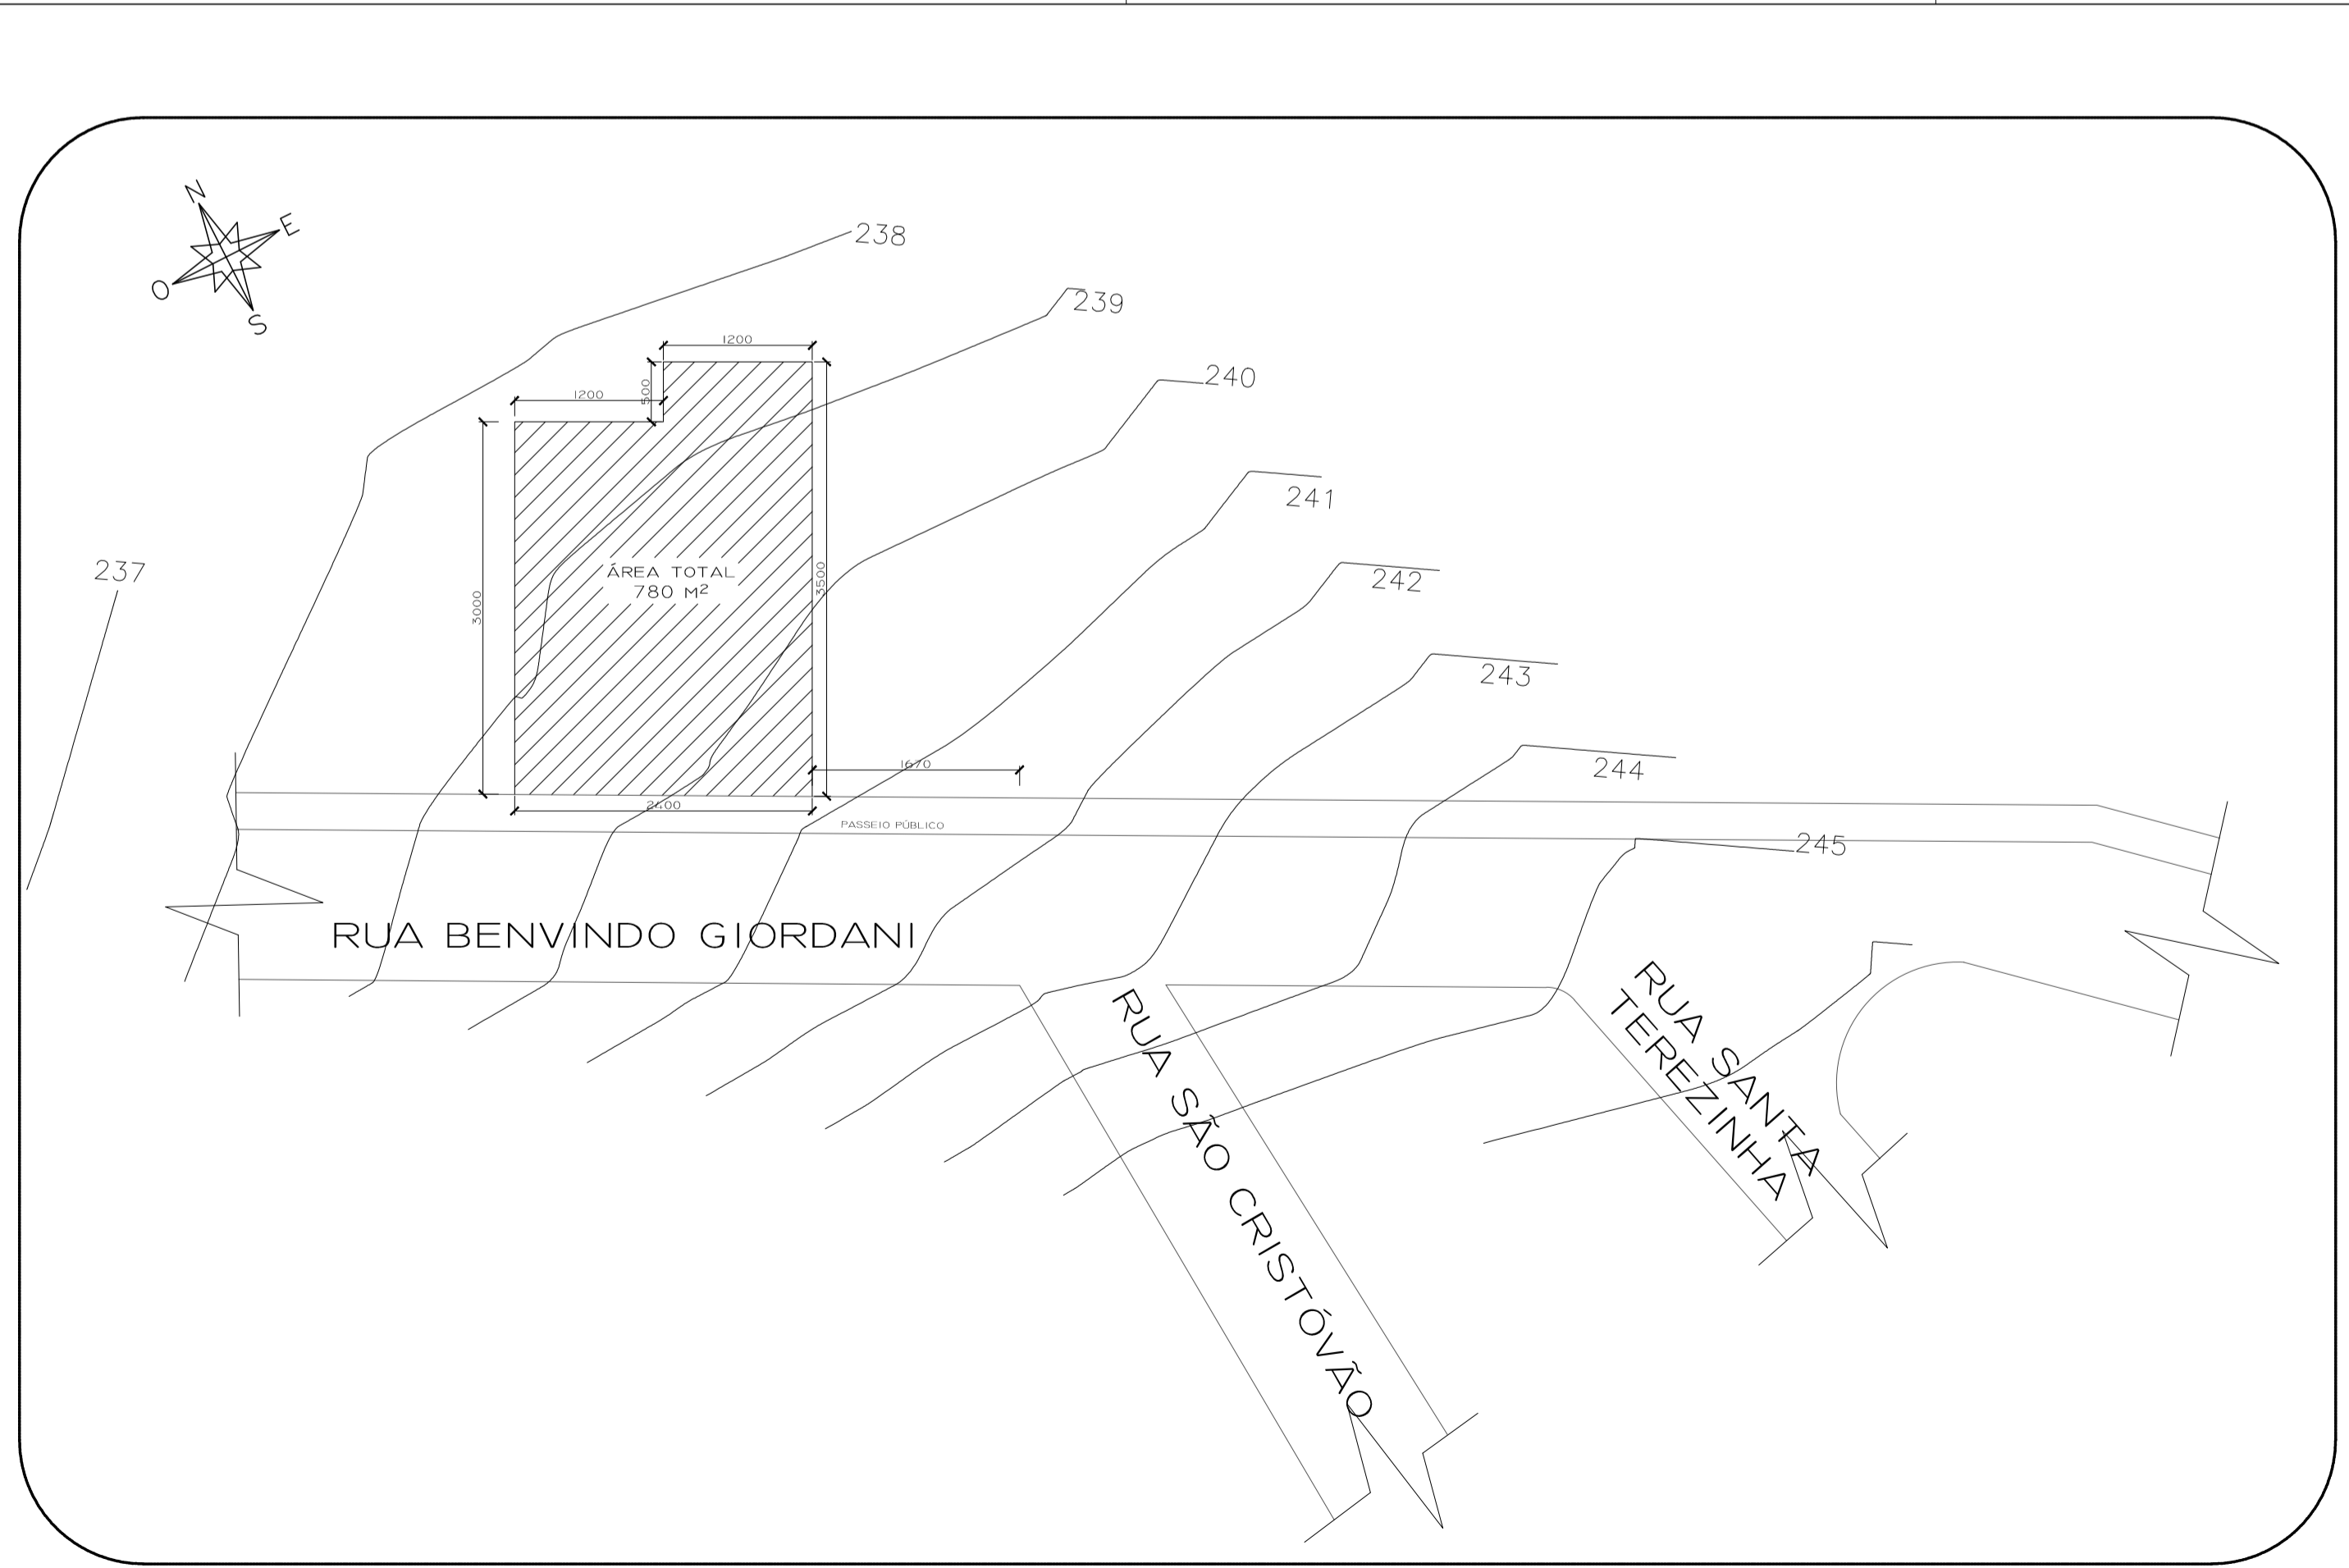 N
E
O
S
238
239
240
241
242
243
244
245
237
1200
1200
500
3000
3500
ÁREA TOTAL
780 M²
1670
2400
PASSEIO PÚBLICO
RUA BENVINDO GIORDANI
RUA SÃO CRISTÓVÃO
RUA SANTA
TEREZINHA